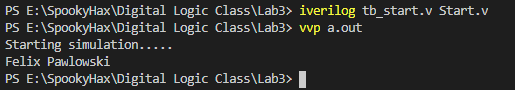 PS E:\SpookyHax\Digital Logic Class\Lab3> iverilog tb_start.v Start.v
PS E:\SpookyHax\Digital Logic Class\Lab3> vvp a.out
Starting simulation.....
Felix Pawlowski
PS E:\SpookyHax\Digital Logic Class\Lab3>